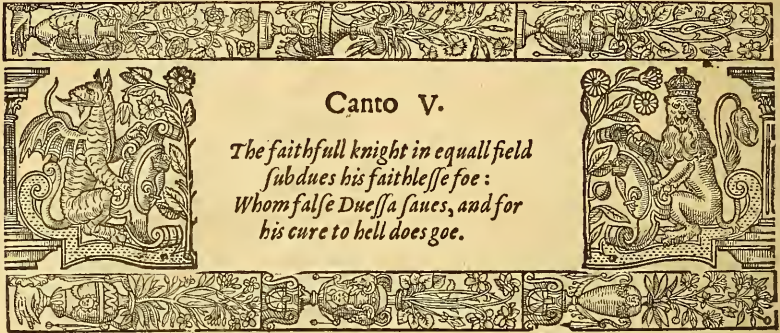 Canto V.
The faithfull knight in equall field
ſubdues his faithleſſe foe:
Whom falſe Dueſſa ſaues, and for
his cure to hell does goe.